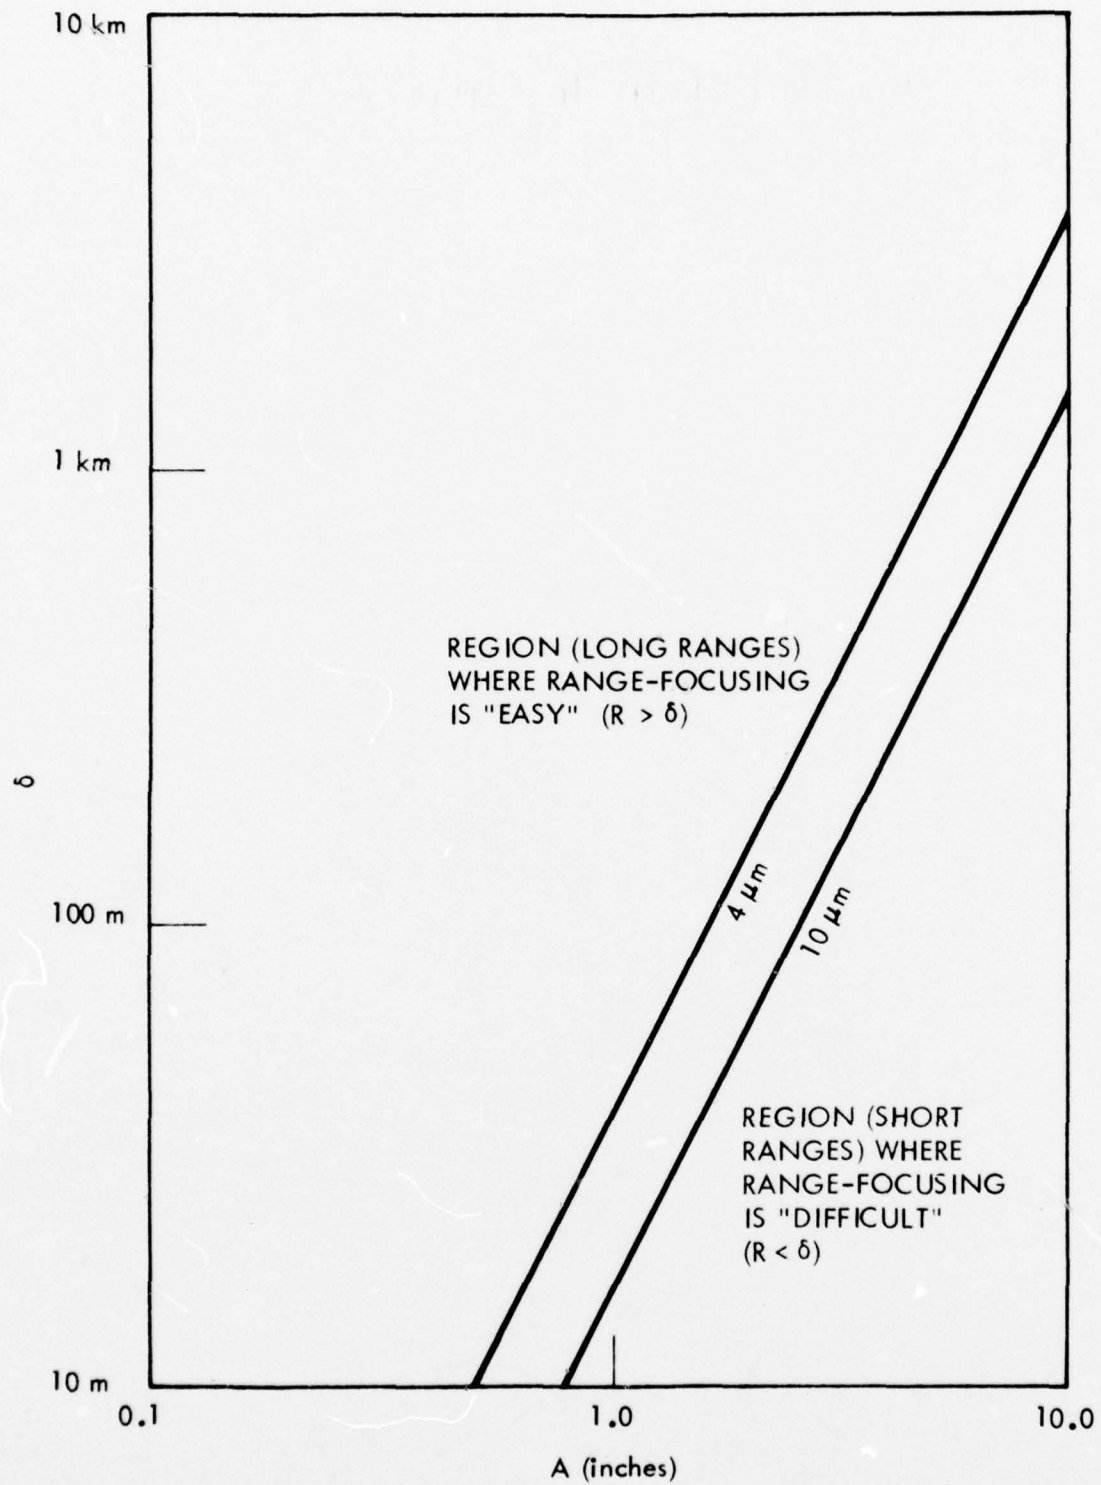 10 km
1 km
δ
100 m
10 m
0.1
1.0
10.0
A (inches)
REGION (LONG RANGES)
WHERE RANGE-FOCUSING
IS "EASY" (R > δ)
4 μm
10 μm
REGION (SHORT
RANGES) WHERE
RANGE-FOCUSING
IS "DIFFICULT"
(R < δ)